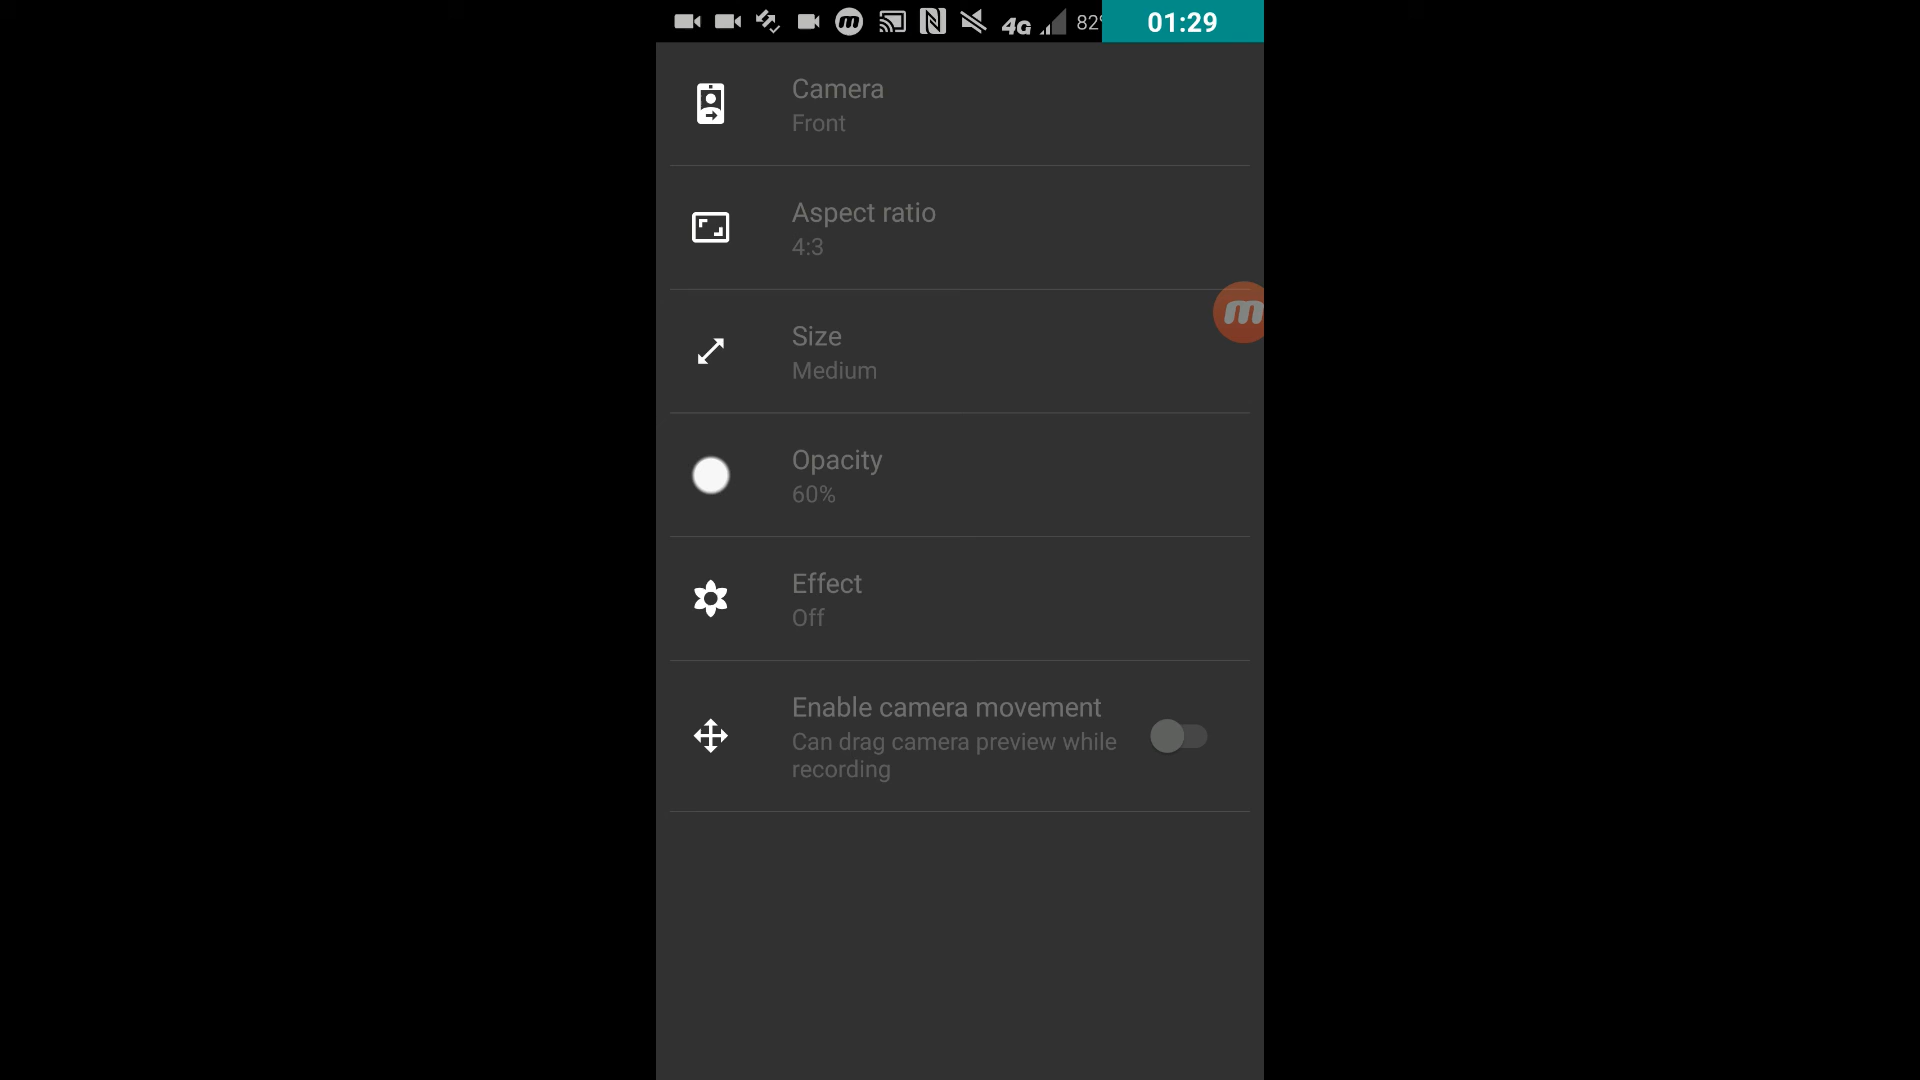 4G 82 01:29
Camera
Front
Aspect ratio
4:3
Size
Medium
Opacity
60%
Effect
Off
Enable camera movement
Can drag camera preview while
recording